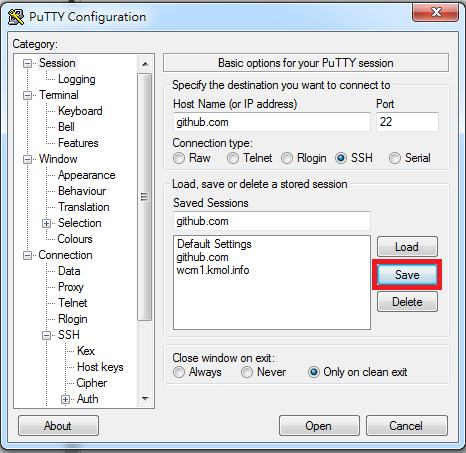 PuTTY Configuration
Category:
Session
Logging
Terminal
Keyboard
Bell
Features
Window
Appearance
Behaviour
Translation
Selection
Colours
Connection
Data
Proxy
Telnet
Rlogin
SSH
Kex
Host keys
Cipher
Auth
Basic options for your PuTTY session
Specify the destination you want to connect to
Host Name (or IP address) Port
github.com 22
Connection type:
Raw Telnet Rlogin SSH Serial
Load, save or delete a stored session
Saved Sessions
github.com
Default Settings
github.com
wcm1.kmol.info
Load
Save
Delete
Close window on exit:
Always Never Only on clean exit
About Open Cancel